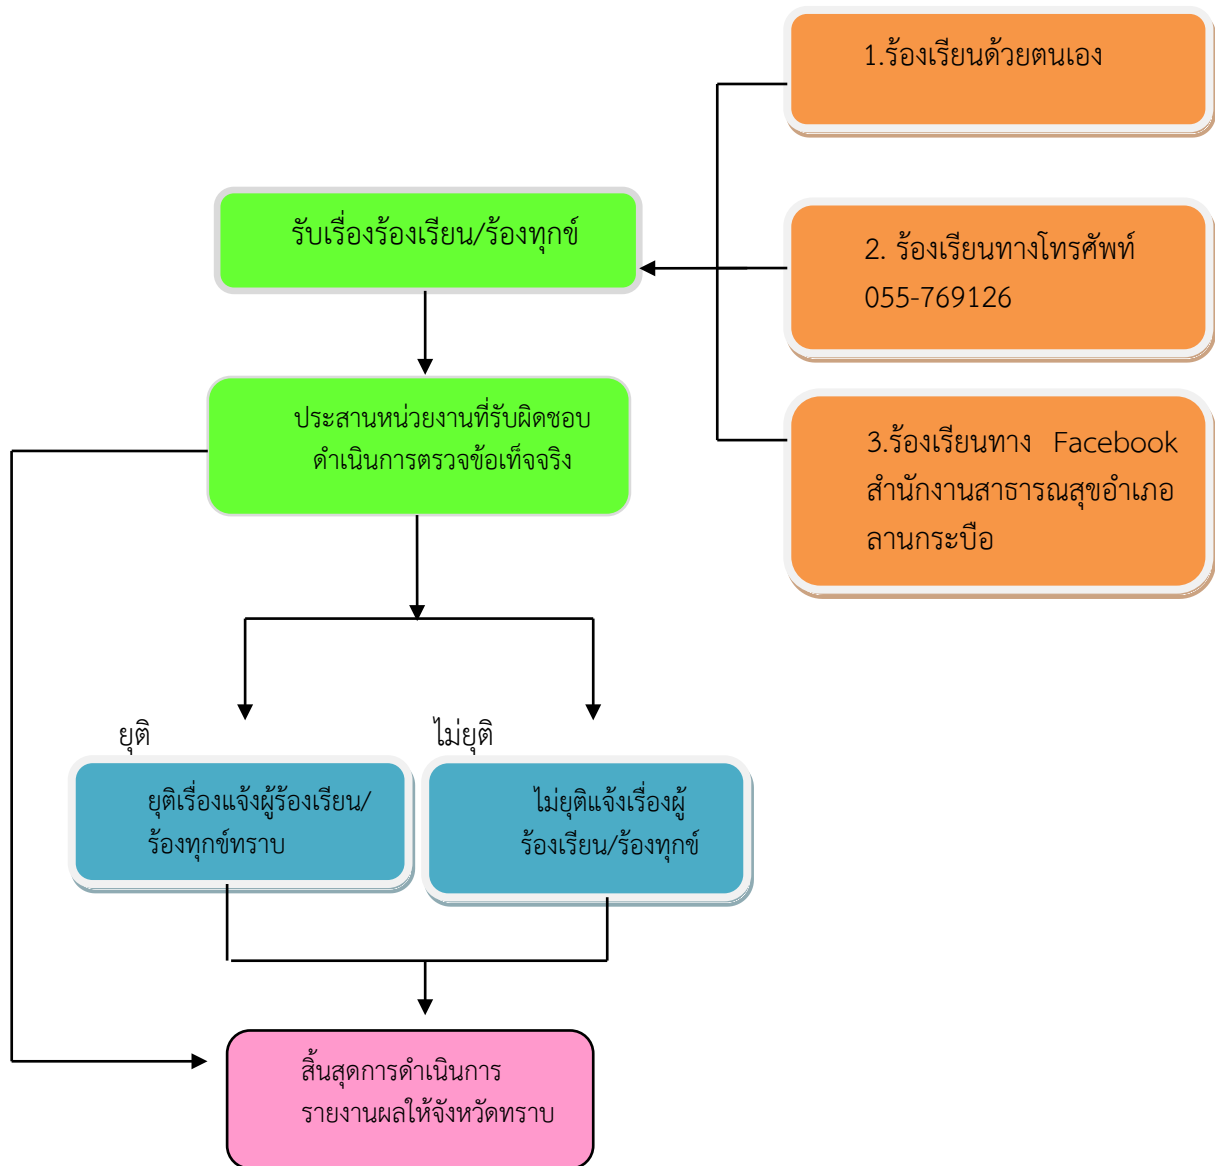 1.ร้องเรียนด้วยตนเอง
รับเรื่องร้องเรียน/ร้องทุกข์
2. ร้องเรียนทางโทรศัพท์
055-769126
ประสานหน่วยงานที่รับผิดชอบ
ดำเนินการตรวจข้อเท็จจริง
3.ร้องเรียนทาง Facebook
สำนักงานสาธารณสุขอำเภอ
ลานกระบือ
ยุติ
ไม่ยุติ
ยุติเรื่องแจ้งผู้ร้องเรียน/
ร้องทุกข์ทราบ
ไม่ยุติแจ้งเรื่องผู้
ร้องเรียน/ร้องทุกข์
สิ้นสุดการดำเนินการ
รายงานผลให้จังหวัดทราบ